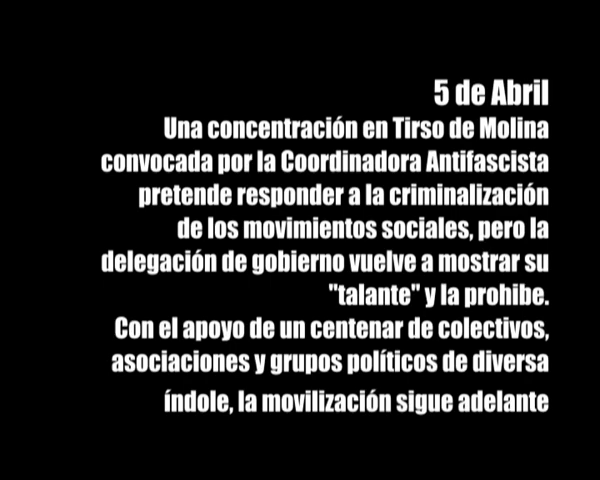 5 de Abril
Una concentración en Tirso de Molina
convocada por la Coordinadora Antifascista
pretende responder a la criminalización
de los movimientos sociales, pero la
delegación de gobierno vuelve a mostrar su
"talante" y la prohibe.
Con el apoyo de un centenar de colectivos,
asociaciones y grupos políticos de diversa
índole, la movilización sigue adelante